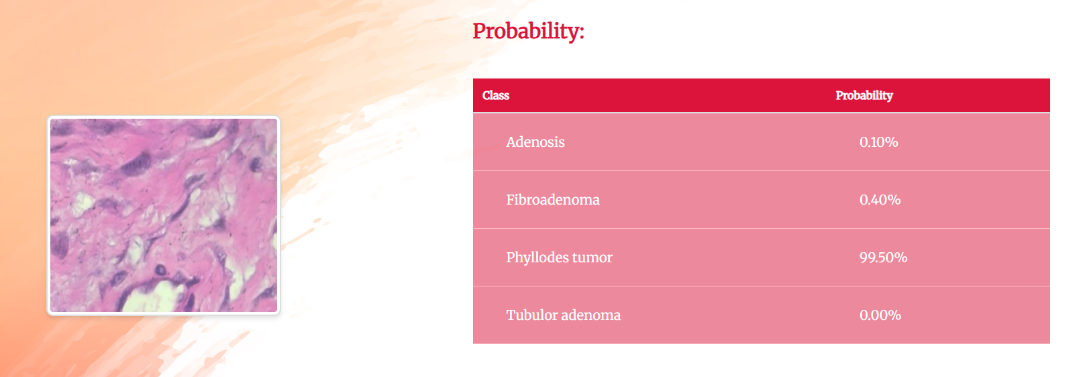 Probability:
Class Probability
Adenosis 0.10%
Fibroadenoma 0.40%
Phyllodes tumor 99.50%
Tubulor adenoma 0.00%